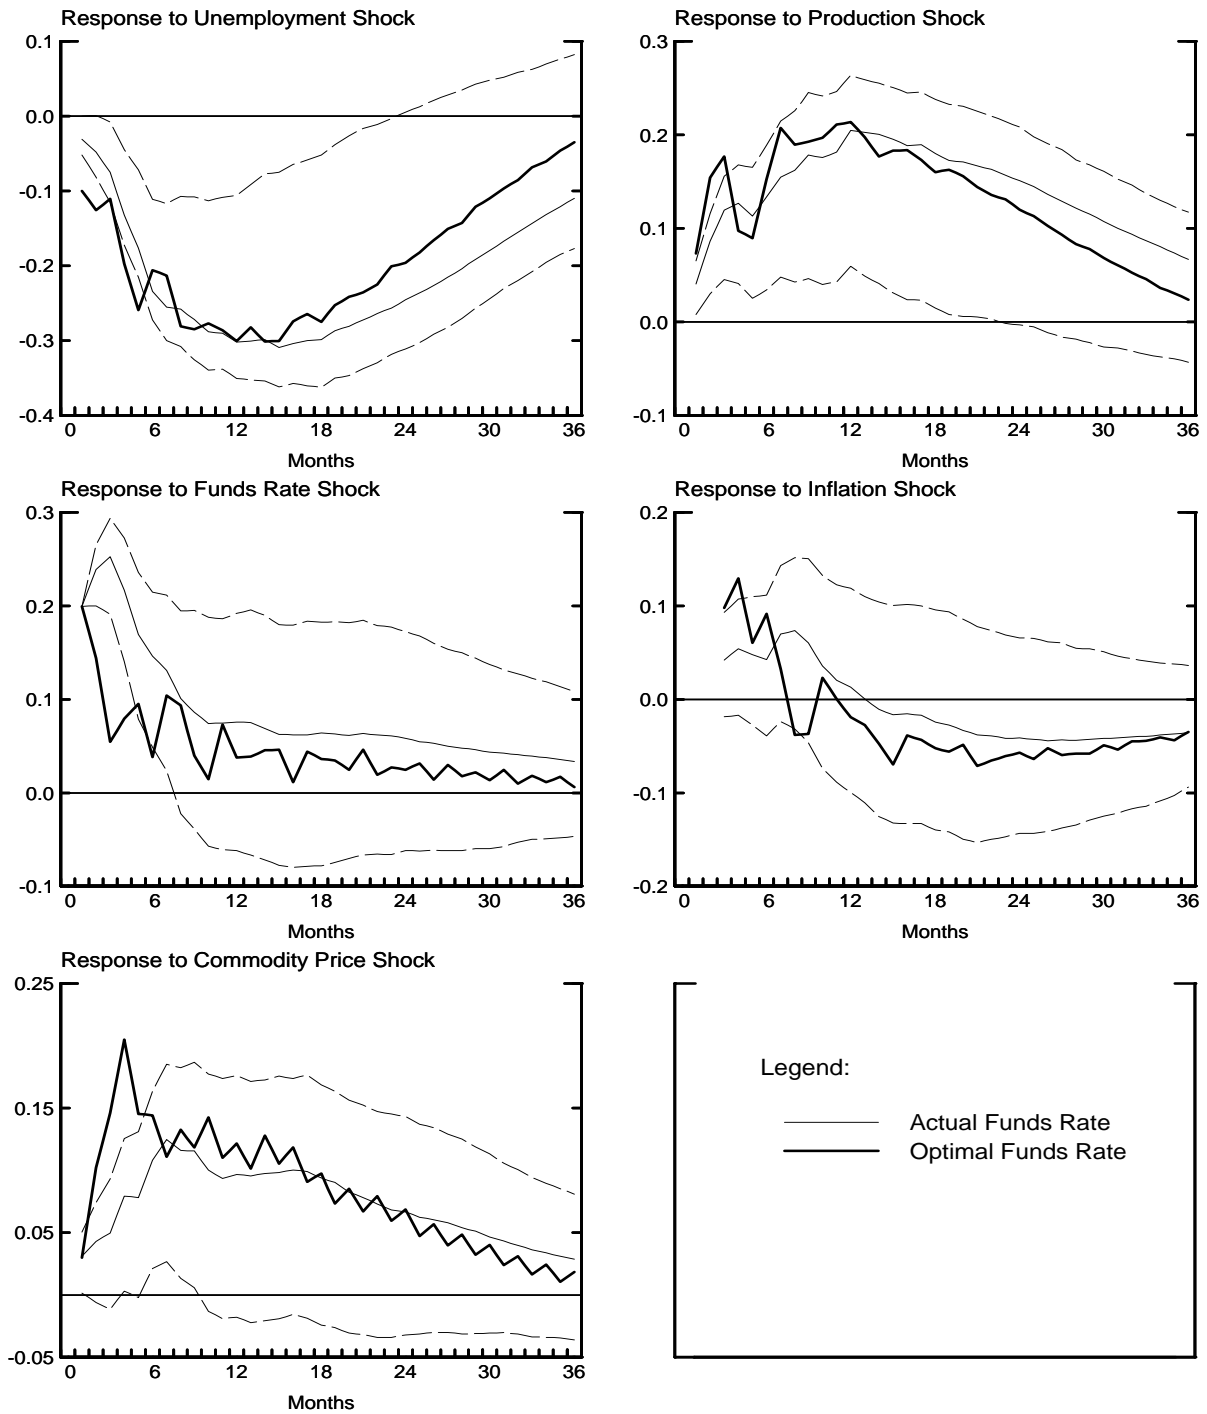 Response to Unemployment Shock
0.1
0.0
-0.1
-0.2
-0.3
-0.4
0 6 12 18 24 30 36
Months
Response to Production Shock
0.3
0.2
0.1
0.0
-0.1
0 6 12 18 24 30 36
Months
Response to Funds Rate Shock
0.3
0.2
0.1
0.0
-0.1
0 6 12 18 24 30 36
Months
Response to Inflation Shock
0.2
0.1
0.0
-0.1
-0.2
0 6 12 18 24 30 36
Months
Response to Commodity Price Shock
0.25
0.15
0.05
-0.05
0 6 12 18 24 30 36
Months
Legend:
Actual Funds Rate
Optimal Funds Rate